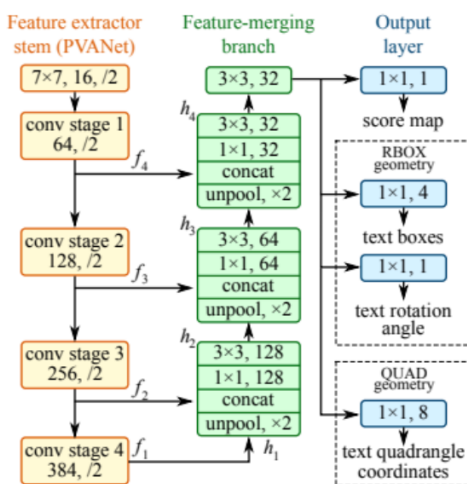 Feature extractor
stem (PVANet)
7×7, 16, /2
conv stage 1
64, /2
f4
conv stage 2
128, /2
f3
conv stage 3
256, /2
f2
conv stage 4
384, /2
f1
Feature-merging
branch
3×3, 32
h4
3×3, 32
1×1, 32
concat
unpool, ×2
h3
3×3, 64
1×1, 64
concat
unpool, ×2
h2
3×3, 128
1×1, 128
concat
unpool, ×2
h1
Output
layer
1×1, 1
score map
RBOX
geometry
1×1, 4
text boxes
1×1, 1
text rotation
angle
QUAD
geometry
1×1, 8
text quadrangle
coordinates